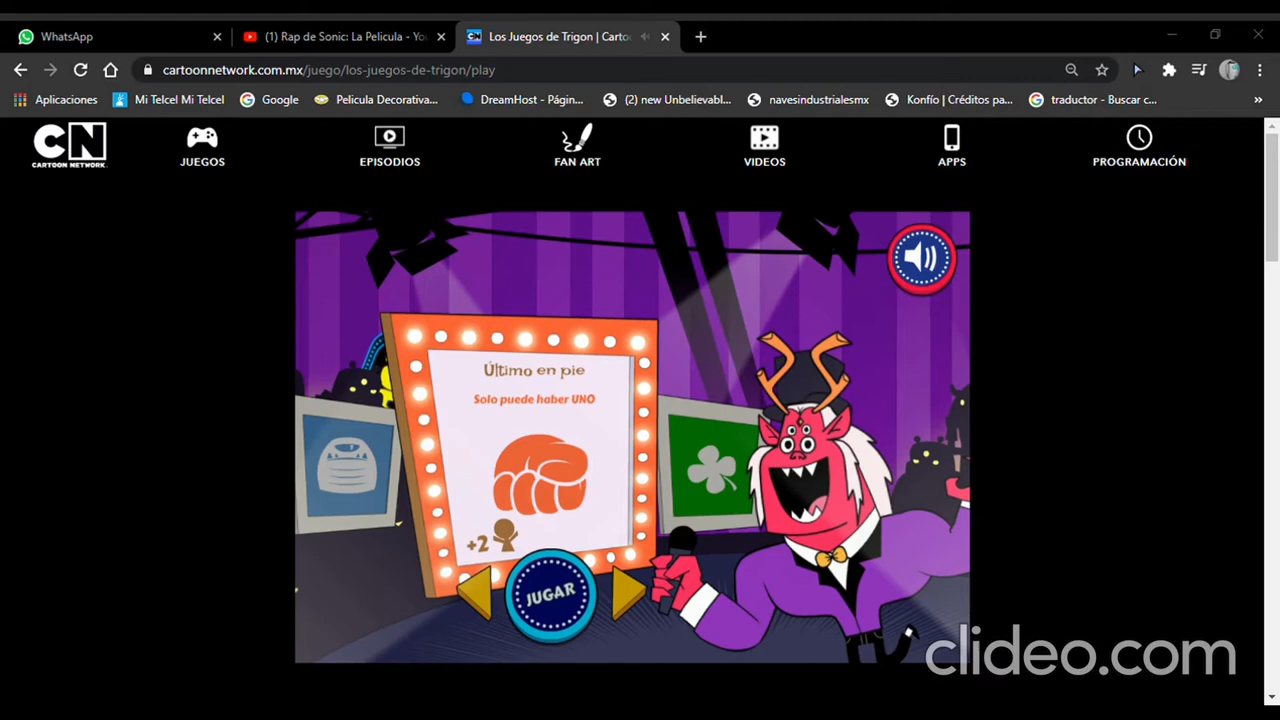 WhatsApp
(1) Rap de Sonic: La Pelicula - Yo
Los Juegos de Trigon | Carto
cartoonnetwork.com.mx/juego/los-juegos-de-trigon/play
Aplicaciones
Mi Telcel Mi Telcel
Google
Pelicula Decorativa...
DreamHost - Págin...
(2) new Unbelievabl...
navesindustrialesmx
Konfío | Créditos pa...
traductor - Buscar c...
»
CN
CARTOON NETWORK
JUEGOS
EPISODIOS
FAN ART
VIDEOS
APPS
PROGRAMACIÓN
Último en pie
Solo puede haber UNO
+2
JUGAR
clideo.com